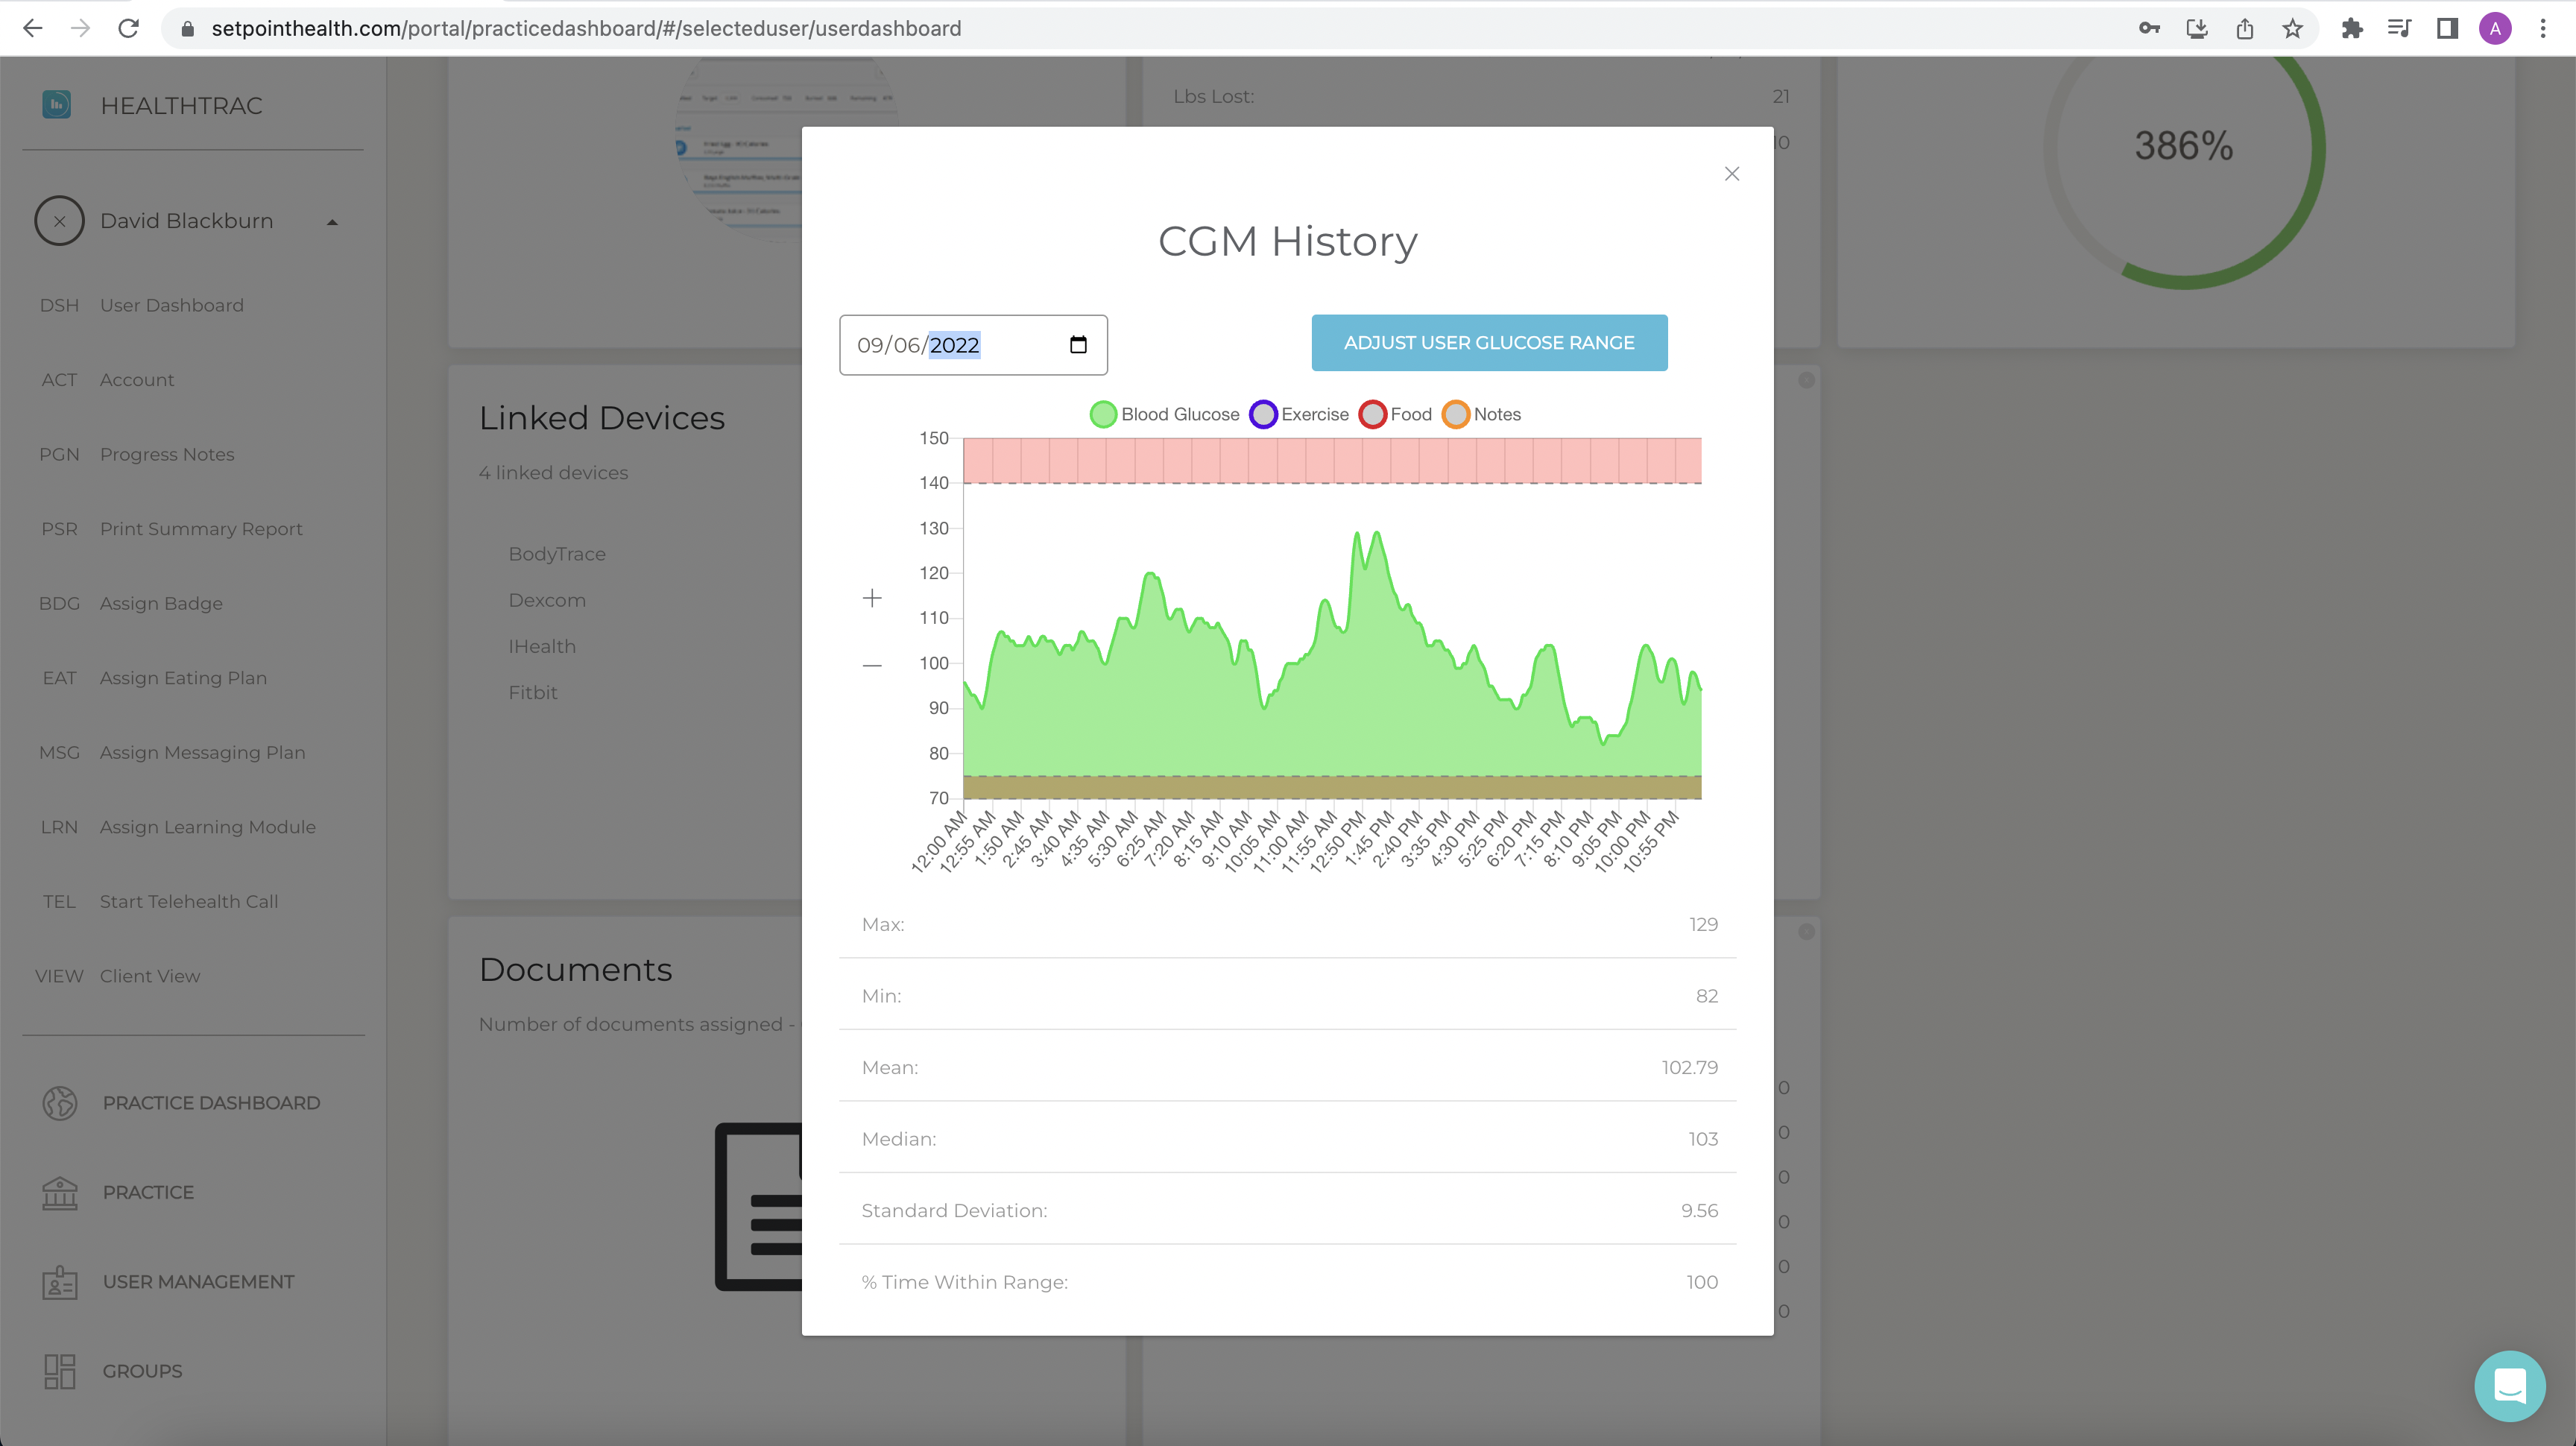 setpointhealth.com/portal/practicedashboard/#/selecteduser/userdashboard
A
HEALTHTRAC
David Blackburn
DSH User Dashboard
ACT Account
PGN Progress Notes
PSR Print Summary Report
BDG Assign Badge
EAT Assign Eating Plan
MSG Assign Messaging Plan
LRN Assign Learning Module
TEL Start Telehealth Call
VIEW Client View
PRACTICE DASHBOARD
PRACTICE
USER MANAGEMENT
GROUPS
Lbs Lost: 21
386%
Linked Devices
4 linked devices
BodyTrace
Dexcom
IHealth
Fitbit
Documents
Number of documents assigned -
CGM History
09/06/2022
ADJUST USER GLUCOSE RANGE
Blood Glucose Exercise Food Notes
150
140
130
120
110
100
90
80
70
12:00 AM
12:55 AM
1:50 AM
2:45 AM
3:40 AM
4:35 AM
5:30 AM
6:25 AM
7:20 AM
8:15 AM
9:10 AM
10:05 AM
11:00 AM
11:55 AM
12:50 PM
1:45 PM
2:40 PM
3:35 PM
4:30 PM
5:25 PM
6:20 PM
7:15 PM
8:10 PM
9:05 PM
10:00 PM
10:55 PM
Max: 129
Min: 82
Mean: 102.79
Median: 103
Standard Deviation: 9.56
% Time Within Range: 100
0
0
0
0
0
0